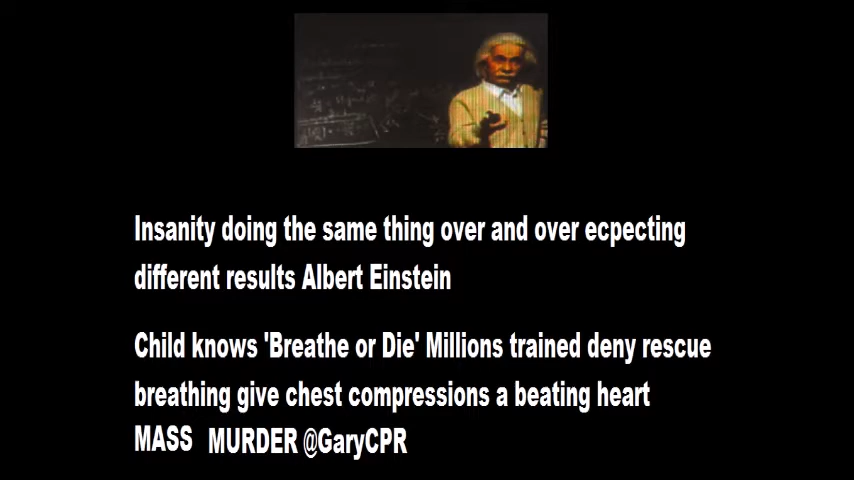 Insanity doing the same thing over and over ecpecting
different results Albert Einstein
Child knows 'Breathe or Die' Millions trained deny rescue
breathing give chest compressions a beating heart
MASS MURDER @GaryCPR